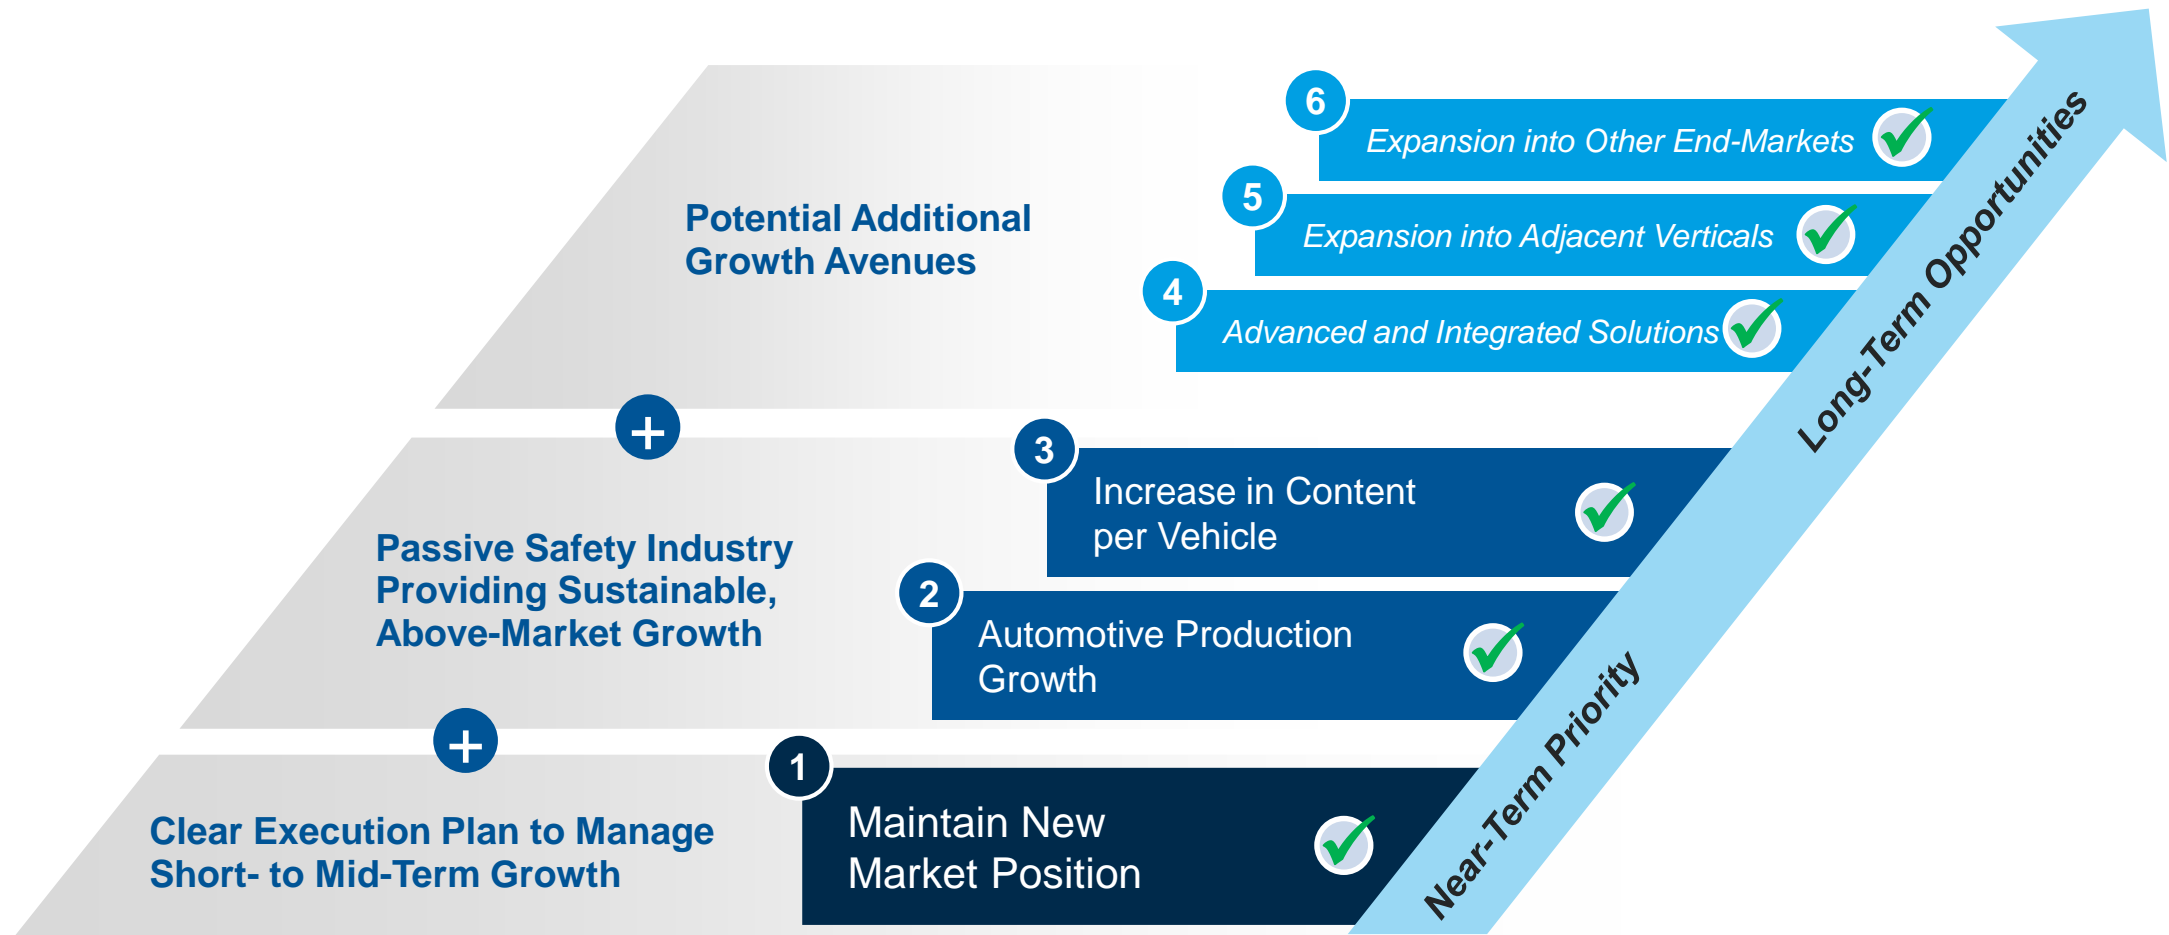 6
Expansion into Other End-Markets
5
Expansion into Adjacent Verticals
4
Advanced and Integrated Solutions
Potential Additional
Growth Avenues
Long-Term Opportunities
+
3
Increase in Content
per Vehicle
2
Automotive Production
Growth
Passive Safety Industry
Providing Sustainable,
Above-Market Growth
+
1
Maintain New
Market Position
Clear Execution Plan to Manage
Short- to Mid-Term Growth
Near-Term Priority